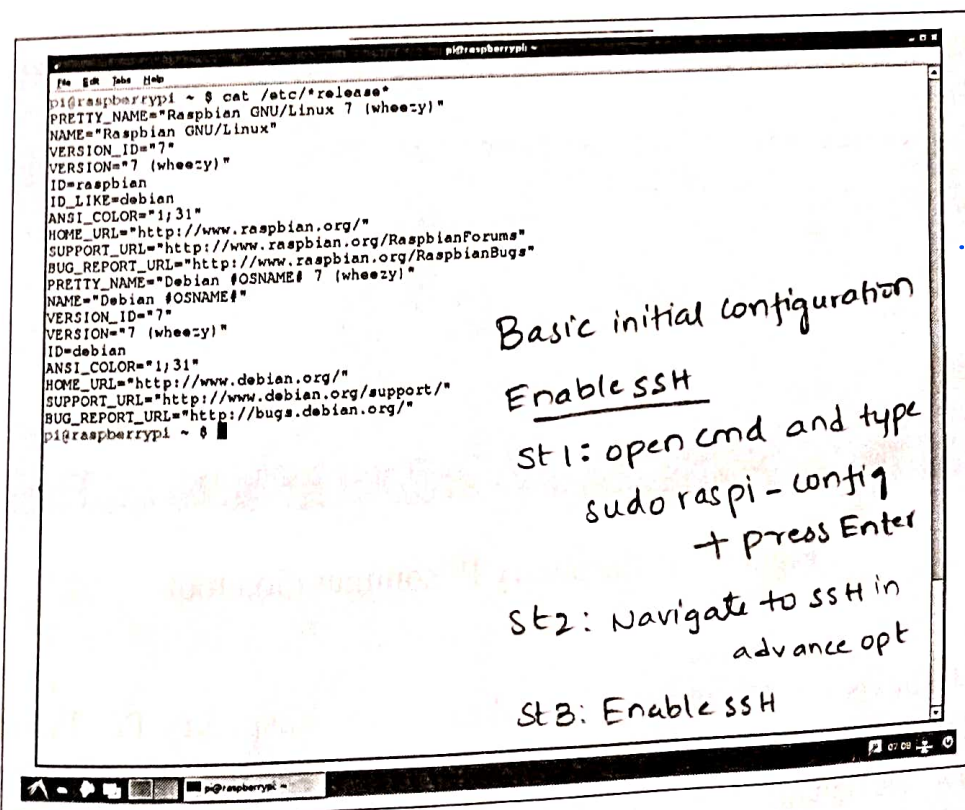 pi@raspberrypi: ~
File Edit Tabs Help
pi@raspberrypi ~ $ cat /etc/*release*
PRETTY_NAME="Raspbian GNU/Linux 7 (wheezy)"
NAME="Raspbian GNU/Linux"
VERSION_ID="7"
VERSION="7 (wheezy)"
ID=raspbian
ID_LIKE=debian
ANSI_COLOR="1;31"
HOME_URL="http://www.raspbian.org/"
SUPPORT_URL="http://www.raspbian.org/RaspbianForums"
BUG_REPORT_URL="http://www.raspbian.org/RaspbianBugs"
PRETTY_NAME="Debian #OSNAME# 7 (wheezy)"
NAME="Debian #OSNAME#"
VERSION_ID="7"
VERSION="7 (wheezy)"
ID=debian
ANSI_COLOR="1;31"
HOME_URL="http://www.debian.org/"
SUPPORT_URL="http://www.debian.org/support/"
BUG_REPORT_URL="http://bugs.debian.org/"
pi@raspberrypi ~ $
Basic initial configuration
Enable SSH
St 1: open cmd and type
sudo raspi-config
+ press Enter
St2: Navigate to SSH in
advance opt
St 3: Enable SSH
pi@raspberrypi: ~
07:09